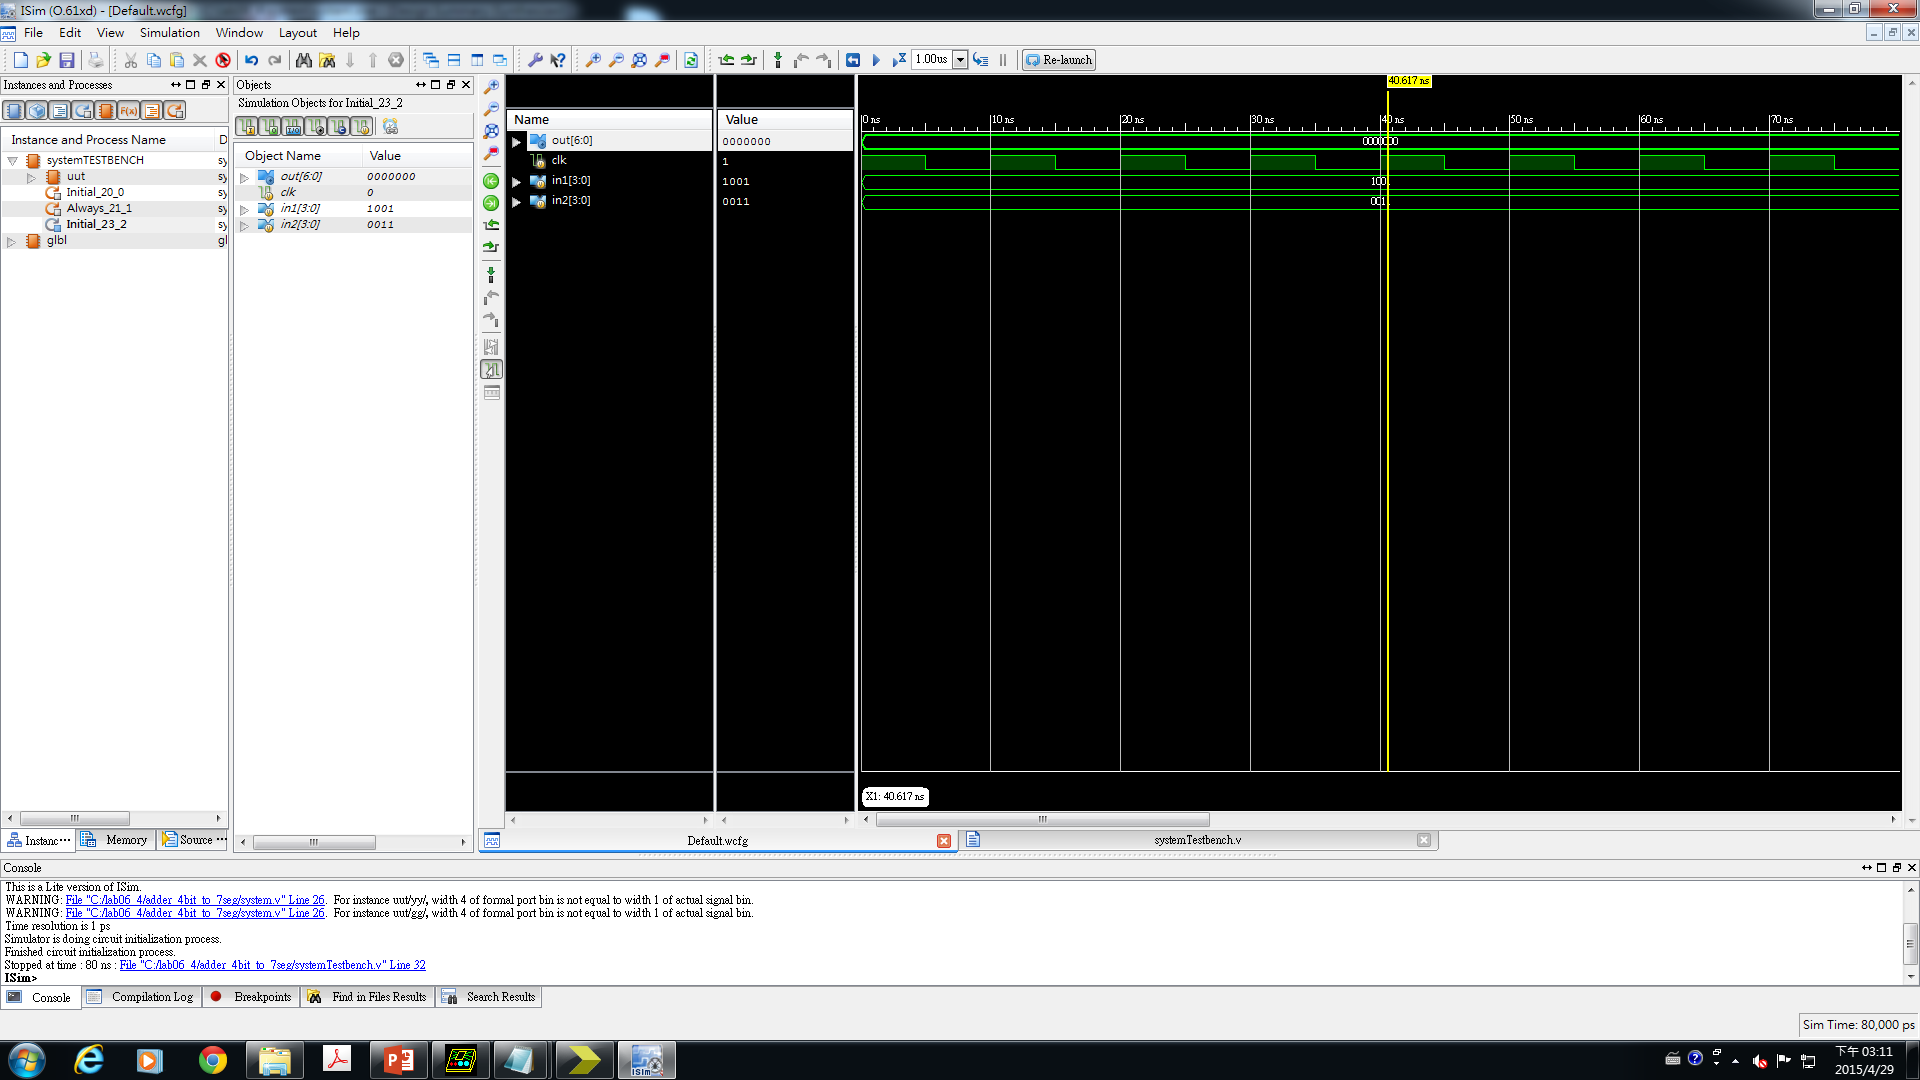 ISim (O.61xd) - [Default.wcfg]
File Edit View Simulation Window Layout Help
1.00us Re-launch
Instances and Processes
Instance and Process Name D
systemTESTBENCH sy
uut sy
Initial_20_0 sy
Always_21_1 sy
Initial_23_2 sy
glbl gl
Instanc··· Memory Source ···
Objects
Simulation Objects for Initial_23_2
Object Name Value
out[6:0] 0000000
clk 0
in1[3:0] 1001
in2[3:0] 0011
Name Value
out[6:0] 0000000
clk 1
in1[3:0] 1001
in2[3:0] 0011
40.617 ns
0 ns 10 ns 20 ns 30 ns 40 ns 50 ns 60 ns 70 ns
0000000
100
001
X1: 40.617 ns
Default.wcfg systemTestbench.v
Console
This is a Lite version of ISim.
WARNING: File "C:/lab06_4/adder_4bit_to_7seg/system.v" Line 26. For instance uut/yy/, width 4 of formal port bin is not equal to width 1 of actual signal bin.
WARNING: File "C:/lab06_4/adder_4bit_to_7seg/system.v" Line 26. For instance uut/gg/, width 4 of formal port bin is not equal to width 1 of actual signal bin.
Time resolution is 1 ps
Simulator is doing circuit initialization process.
Finished circuit initialization process.
Stopped at time : 80 ns : File "C:/lab06_4/adder_4bit_to_7seg/systemTestbench.v" Line 32
ISim>
Console Compilation Log Breakpoints Find in Files Results Search Results
Sim Time: 80,000 ps
下午 03:11
2015/4/29